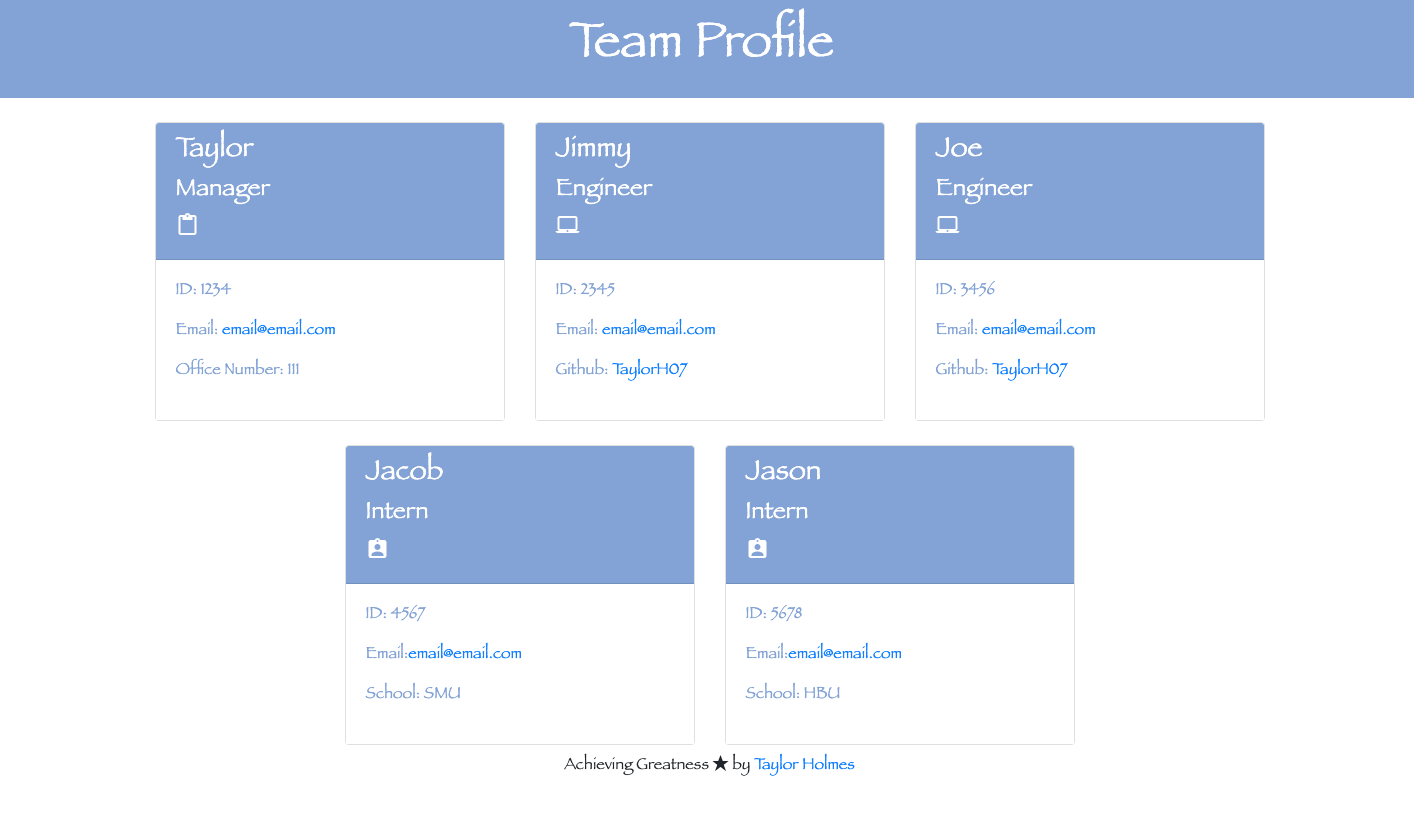 Team Profile
Taylor
Manager
ID: 1234
Email: email@email.com
Office Number: 111
Jimmy
Engineer
ID: 2345
Email: email@email.com
Github: TaylorH07
Joe
Engineer
ID: 3456
Email: email@email.com
Github: TaylorH07
Jacob
Intern
ID: 4567
Email:email@email.com
School: SMU
Jason
Intern
ID: 5678
Email:email@email.com
School: HBU
Achieving Greatness ★ by Taylor Holmes